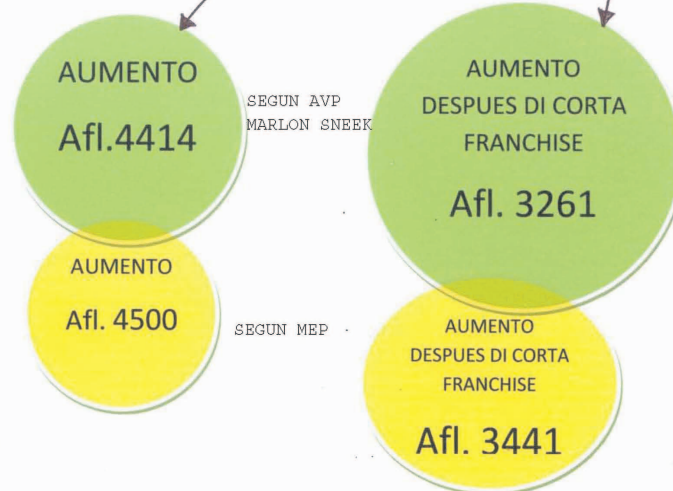 AUMENTO
Afl.4414
SEGUN AVP
MARLON SNEEK
AUMENTO
DESPUES DI CORTA
FRANCHISE
Afl. 3261
AUMENTO
Afl. 4500
SEGUN MEP
AUMENTO
DESPUES DI CORTA
FRANCHISE
Afl. 3441